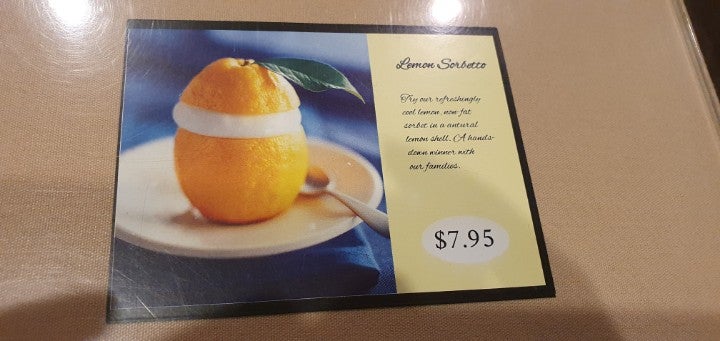 Lemon Sorbetto
Try our refreshingly
cool lemon, non-fat
sorbet in a antural
lemon shell. A hands-
down winner with
our families.
$7.95